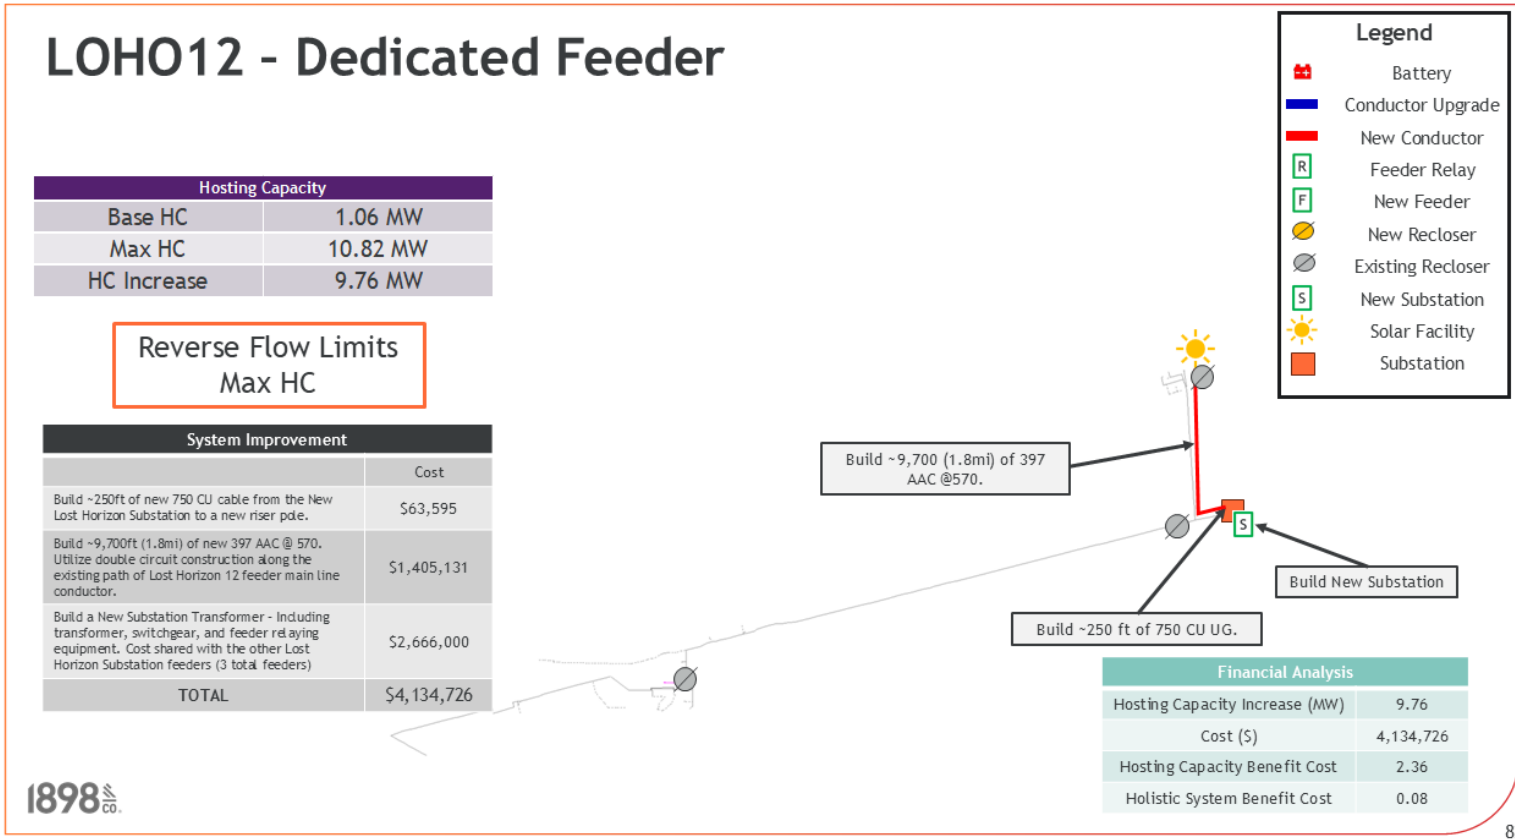 LOHO12 - Dedicated Feeder
Legend
Battery
Conductor Upgrade
New Conductor
R
Feeder Relay
F
New Feeder
New Recloser
Existing Recloser
S
New Substation
Solar Facility
Substation
Hosting Capacity
Base HC 1.06 MW
Max HC 10.82 MW
HC Increase 9.76 MW
Reverse Flow Limits
Max HC
System Improvement
Cost
Build ~250ft of new 750 CU cable from the New
Lost Horizon Substation to a new riser pole.
$63,595
Build ~9,700ft (1.8mi) of new 397 AAC @ 570.
Utilize double circuit construction along the
existing path of Lost Horizon 12 feeder main line
conductor.
$1,405,131
Build a New Substation Transformer - Including
transformer, switchgear, and feeder relaying
equipment. Cost shared with the other Lost
Horizon Substation feeders (3 total feeders)
$2,666,000
TOTAL $4,134,726
Build ~9,700 (1.8mi) of 397
AAC @570.
S
Build New Substation
Build ~250 ft of 750 CU UG.
Financial Analysis
Hosting Capacity Increase (MW) 9.76
Cost ($) 4,134,726
Hosting Capacity Benefit Cost 2.36
Holistic System Benefit Cost 0.08
1898 & CO.
8